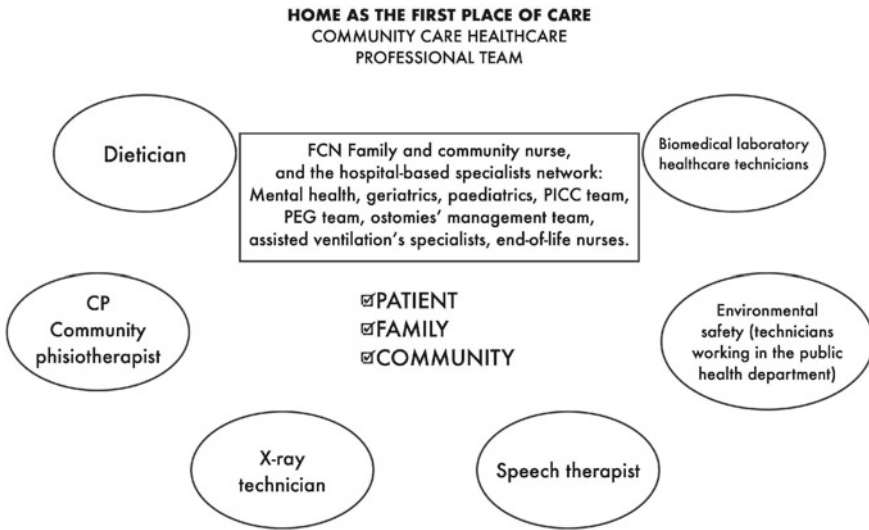 HOME AS THE FIRST PLACE OF CARE
COMMUNITY CARE HEALTHCARE
PROFESSIONAL TEAM
Dietician
FCN Family and community nurse,
and the hospital-based specialists network:
Mental health, geriatrics, paediatrics, PICC team,
PEG team, ostomies' management team,
assisted ventilation's specialists, end-of-life nurses.
Biomedical laboratory
healthcare technicians
CP
Community
phisiotherapist
☑PATIENT
☑FAMILY
☑COMMUNITY
Environmental
safety (technicians
working in the public
health department)
X-ray
technician
Speech therapist